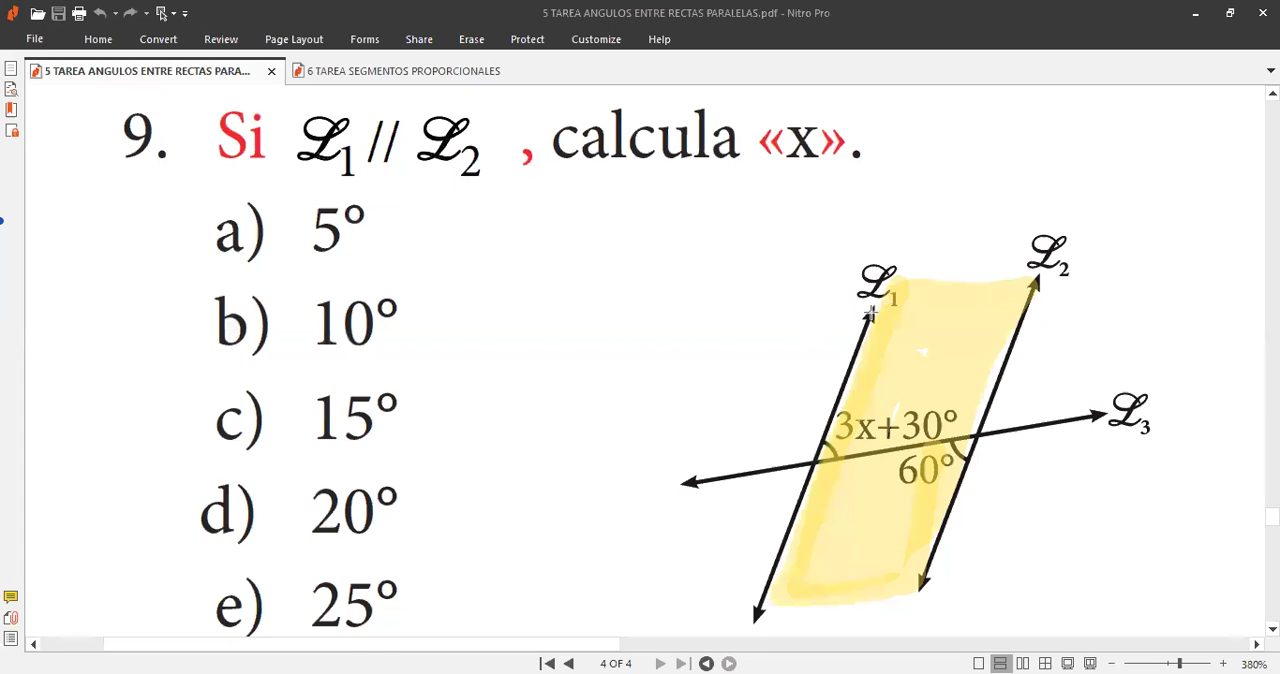 5 TAREA ANGULOS ENTRE RECTAS PARALELAS.pdf - Nitro Pro
File Home Convert Review Page Layout Forms Share Erase Protect Customize Help
5 TAREA ANGULOS ENTRE RECTAS PARA... 6 TAREA SEGMENTOS PROPORCIONALES
9. Si ℒ₁ // ℒ₂ , calcula «x».
a) 5°
b) 10°
c) 15°
d) 20°
e) 25°
ℒ₁
ℒ₂
ℒ₃
3x+30°
60°
4 OF 4
380%